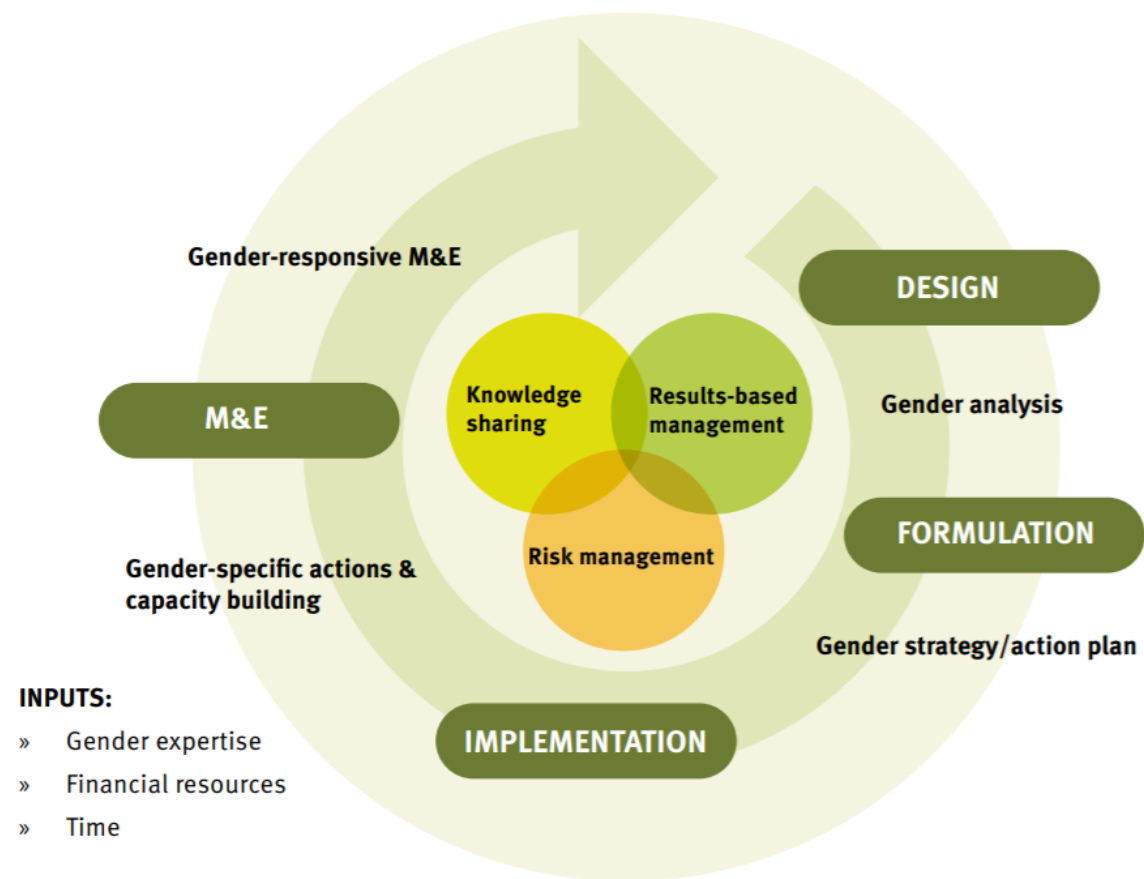 Gender-responsive M&E
DESIGN
Knowledge
sharing
Results-based
management
Gender analysis
M&E
FORMULATION
Risk management
Gender-specific actions &
capacity building
Gender strategy/action plan
INPUTS:
» Gender expertise
» Financial resources
» Time
IMPLEMENTATION